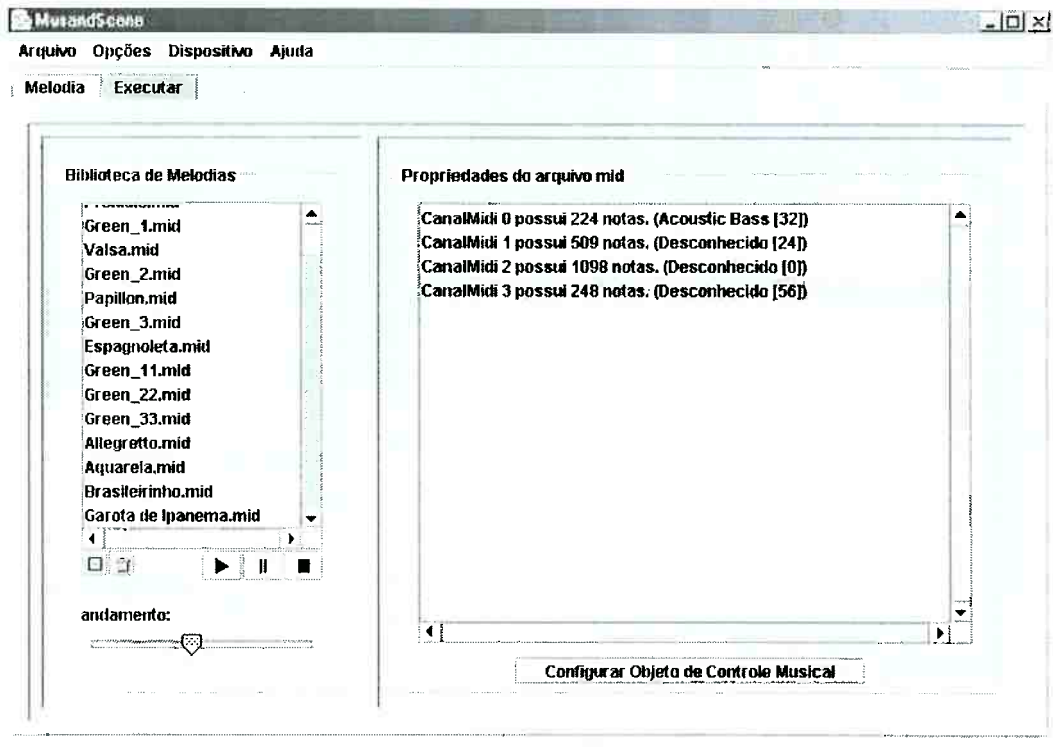 MusandScene
Arquivo Opções Dispositivo Ajuda
Melodia Executar
Biblioteca de Melodias
Green_1.mid
Valsa.mid
Green_2.mid
Papillon.mid
Green_3.mid
Espagnoleta.mid
Green_11.mid
Green_22.mid
Green_33.mid
Allegretto.mid
Aquarela.mid
Brasileirinho.mid
Garota de Ipanema.mid
andamento:
Propriedades do arquivo mid
CanalMidi 0 possui 224 notas. (Acoustic Bass [32])
CanalMidi 1 possui 509 notas. (Desconhecido [24])
CanalMidi 2 possui 1098 notas. (Desconhecido [0])
CanalMidi 3 possui 248 notas. (Desconhecido [56])
Configurar Objeto de Controle Musical